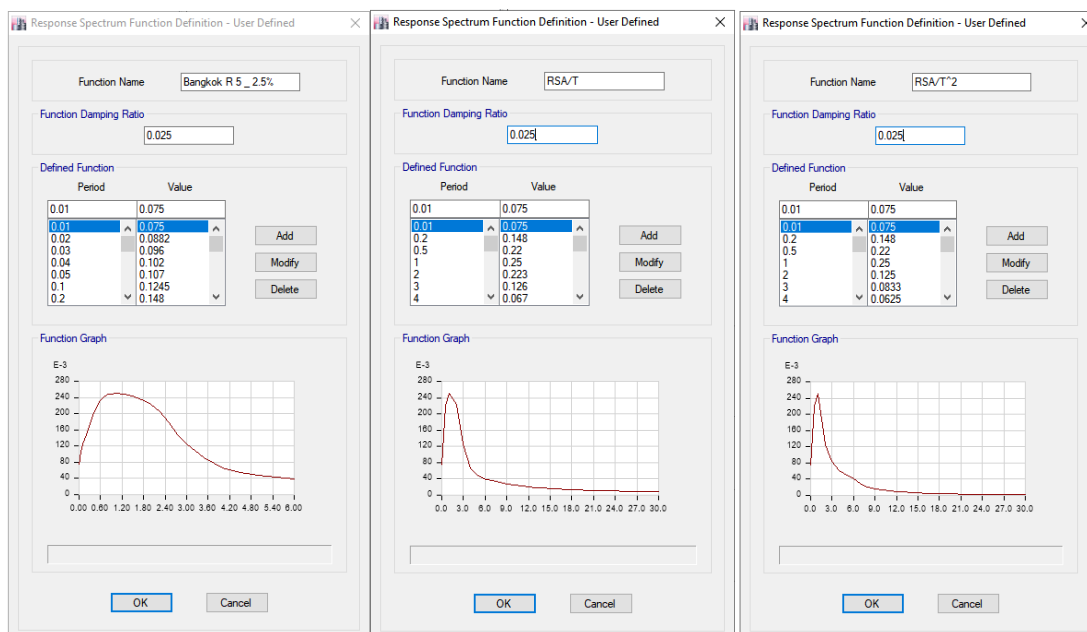 Response Spectrum Function Definition - User Defined
Function Name
Bangkok R 5 _ 2.5%
Function Damping Ratio
0.025
Defined Function
Period Value
0.01 0.075
0.01 0.075
0.02 0.0882
0.03 0.096
0.04 0.102
0.05 0.107
0.1 0.1245
0.2 0.148
Add
Modify
Delete
Function Graph
E-3
280
240
200
160
120
80
40
0
0.00 0.60 1.20 1.80 2.40 3.00 3.60 4.20 4.80 5.40 6.00
OK Cancel
Response Spectrum Function Definition - User Defined
Function Name
RSA/T
Function Damping Ratio
0.025
Defined Function
Period Value
0.01 0.075
0.01 0.075
0.2 0.148
0.5 0.22
1 0.25
2 0.223
3 0.126
4 0.067
Add
Modify
Delete
Function Graph
E-3
280
240
200
160
120
80
40
0
0.0 3.0 6.0 9.0 12.0 15.0 18.0 21.0 24.0 27.0 30.0
OK Cancel
Response Spectrum Function Definition - User Defined
Function Name
RSA/T^2
Function Damping Ratio
0.025
Defined Function
Period Value
0.01 0.075
0.01 0.075
0.2 0.148
0.5 0.22
1 0.25
2 0.125
3 0.0833
4 0.0625
Add
Modify
Delete
Function Graph
E-3
280
240
200
160
120
80
40
0
0.0 3.0 6.0 9.0 12.0 15.0 18.0 21.0 24.0 27.0 30.0
OK Cancel